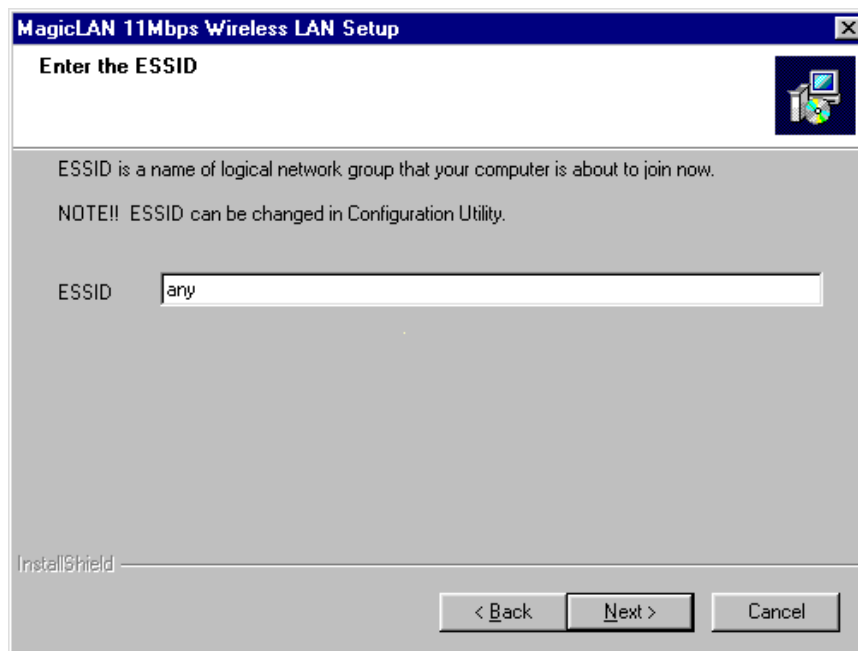 MagicLAN 11Mbps Wireless LAN Setup
Enter the ESSID
ESSID is a name of logical network group that your computer is about to join now.
NOTE!! ESSID can be changed in Configuration Utility.
ESSID any
InstallShield
< Back Next > Cancel